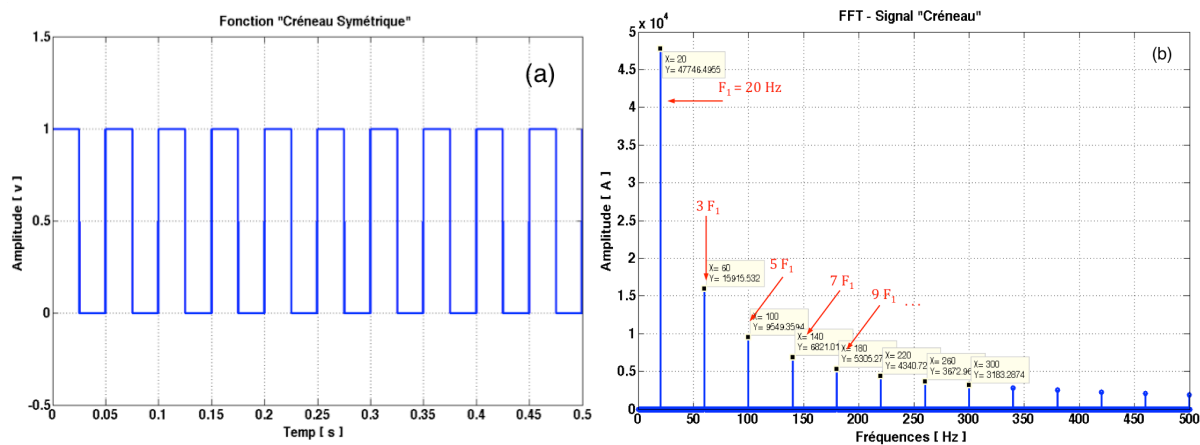 Fonction "Créneau Symétrique"
(a)
1.5
1
0.5
0
-0.5
0 0.05 0.1 0.15 0.2 0.25 0.3 0.35 0.4 0.45 0.5
Amplitude [ v ]
Temp [ s ]
FFT - Signal "Créneau"
(b)
x 10⁴
5
4.5
4
3.5
3
2.5
2
1.5
1
0.5
0
0 50 100 150 200 250 300 350 400 450 500
Amplitude [ A ]
Fréquences [ Hz ]
X= 20
Y= 47746.4955
F₁ = 20 Hz
3 F₁
X= 60
Y= 15915.532
5 F₁
X= 100
Y= 9549.3594
7 F₁
X= 140
Y= 6821.01
9 F₁ ...
X= 180
Y= 5305.27
X= 220
Y= 4340.72
X= 260
Y= 3672.96
X= 300
Y= 3183.2874